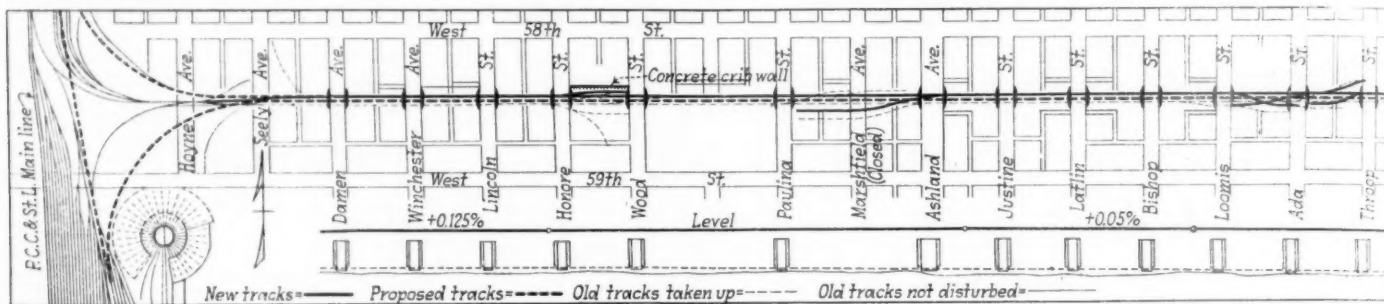 West 58th St.
P.C.C. & St. L. Main line
Hoyne Ave.
Seely Ave.
Damen Ave.
Winchester Ave.
Lincoln St.
Honore St.
Wood St.
Concrete crib wall
Paulina St.
Marshfield Ave.
(Closed)
Ashland Ave.
Justine St.
Laflin St.
Bishop St.
Loomis St.
Ada St.
Throop St.
West 59th St.
+0.125% Level +0.05%
New tracks= Proposed tracks= Old tracks taken up= Old tracks not disturbed=